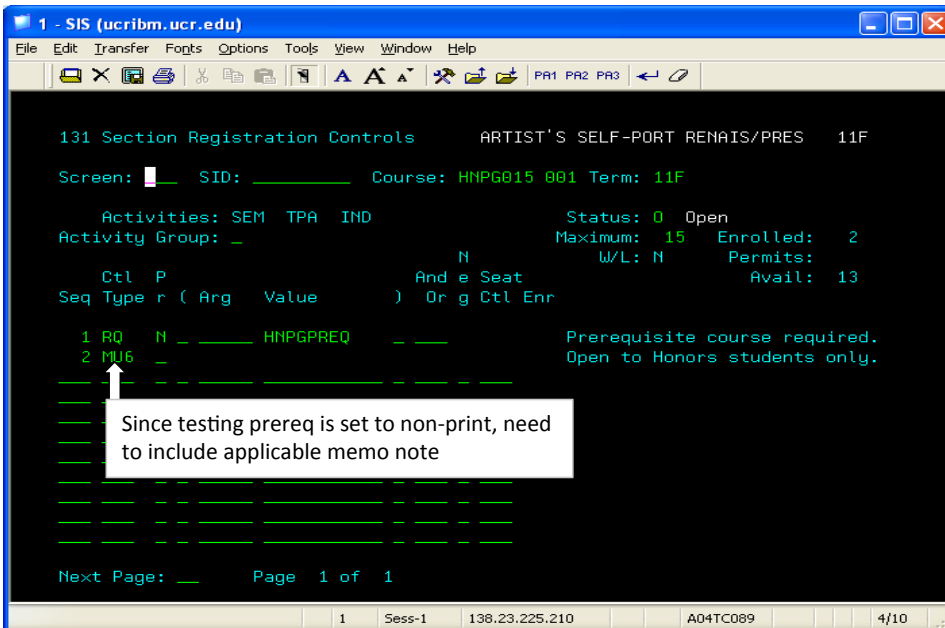 1 - SIS (ucribm.ucr.edu)
File Edit Transfer Fonts Options Tools View Window Help
A A A PA1 PA2 PA3
131 Section Registration Controls ARTIST'S SELF-PORT RENAIS/PRES 11F
Screen: ___ SID: _________ Course: HNPG015 001 Term: 11F
Activities: SEM TPA IND Status: O Open
Activity Group: _ Maximum: 15 Enrolled: 2
N W/L: N Permits:
Ctl P And e Seat Avail: 13
Seq Type r ( Arg Value ) Or g Ctl Enr
1 RQ N _ ______ HNPGPREQ _ ___ Prerequisite course required.
2 MU6 _ Open to Honors students only.
Since testing prereq is set to non-print, need
to include applicable memo note
Next Page: __ Page 1 of 1
1 Sess-1 138.23.225.210 A04TC089 4/10